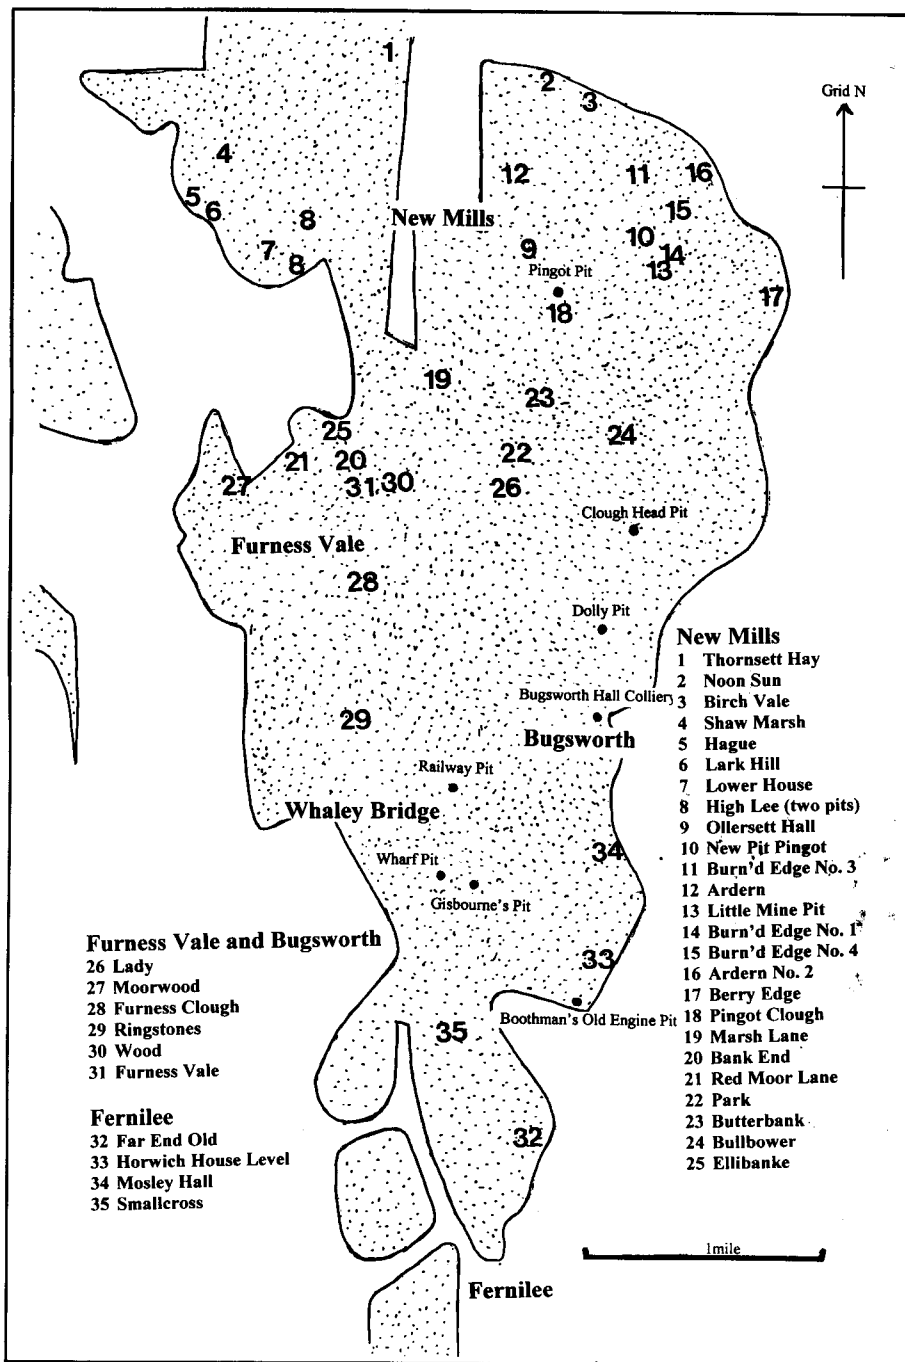 1
2
3
Grid N
4
12
11
16
5
6
8
New Mills
15
7
8
9
10
14
13
Pingot Pit
17
18
19
23
25
24
21
20
22
27
31
30
26
Clough Head Pit
Furness Vale
28
Dolly Pit
Bugsworth Hall Colliery
29
Bugsworth
Railway Pit
Whaley Bridge
34
Wharf Pit
Gisbourne's Pit
33
Boothman's Old Engine Pit
35
32
1mile
Fernilee
New Mills
1 Thornsett Hay
2 Noon Sun
3 Birch Vale
4 Shaw Marsh
5 Hague
6 Lark Hill
7 Lower House
8 High Lee (two pits)
9 Ollersett Hall
10 New Pit Pingot
11 Burn'd Edge No. 3
12 Ardern
13 Little Mine Pit
14 Burn'd Edge No. 1
15 Burn'd Edge No. 4
16 Ardern No. 2
17 Berry Edge
18 Pingot Clough
19 Marsh Lane
20 Bank End
21 Red Moor Lane
22 Park
23 Butterbank
24 Bullbower
25 Ellibanke
Furness Vale and Bugsworth
26 Lady
27 Moorwood
28 Furness Clough
29 Ringstones
30 Wood
31 Furness Vale
Fernilee
32 Far End Old
33 Horwich House Level
34 Mosley Hall
35 Smallcross